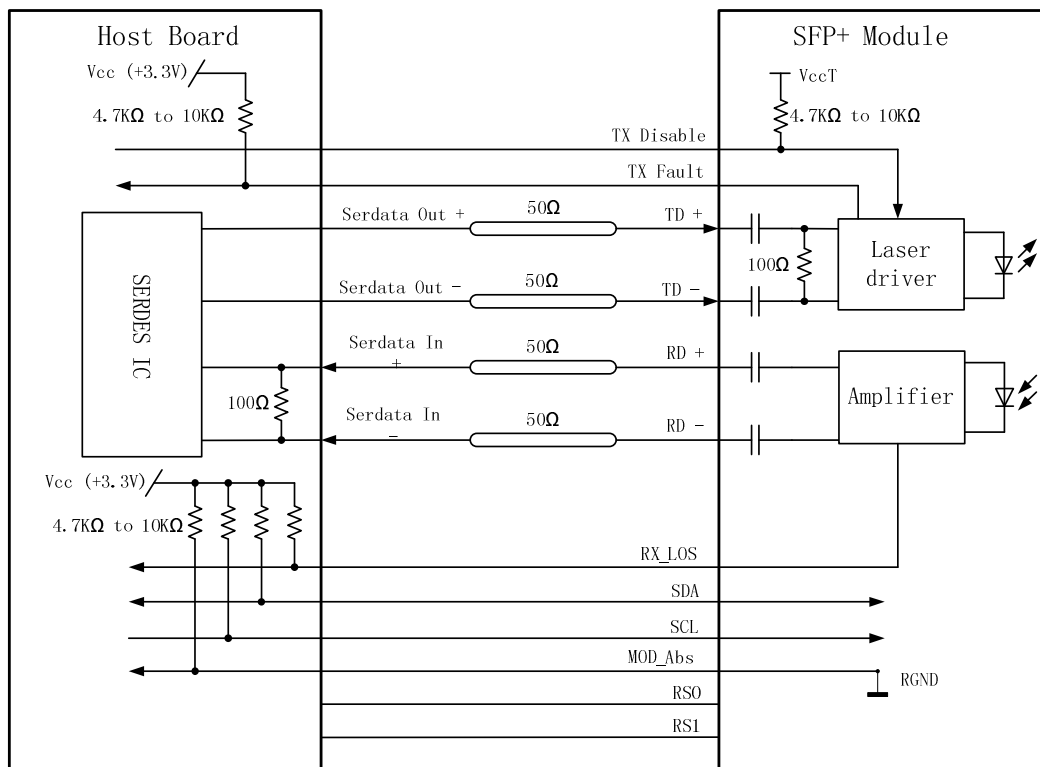 Host Board
SFP+ Module
Vcc (+3.3V)
VccT
4.7KΩ to 10KΩ
4.7KΩ to 10KΩ
TX Disable
TX Fault
Serdata Out +
50Ω
TD +
Laser
driver
100Ω
SERDES IC
Serdata Out -
50Ω
TD -
Serdata In
+
50Ω
RD +
100Ω
Amplifier
Serdata In
-
50Ω
RD -
Vcc (+3.3V)
4.7KΩ to 10KΩ
RX_LOS
SDA
SCL
MOD_Abs
RGND
RS0
RS1